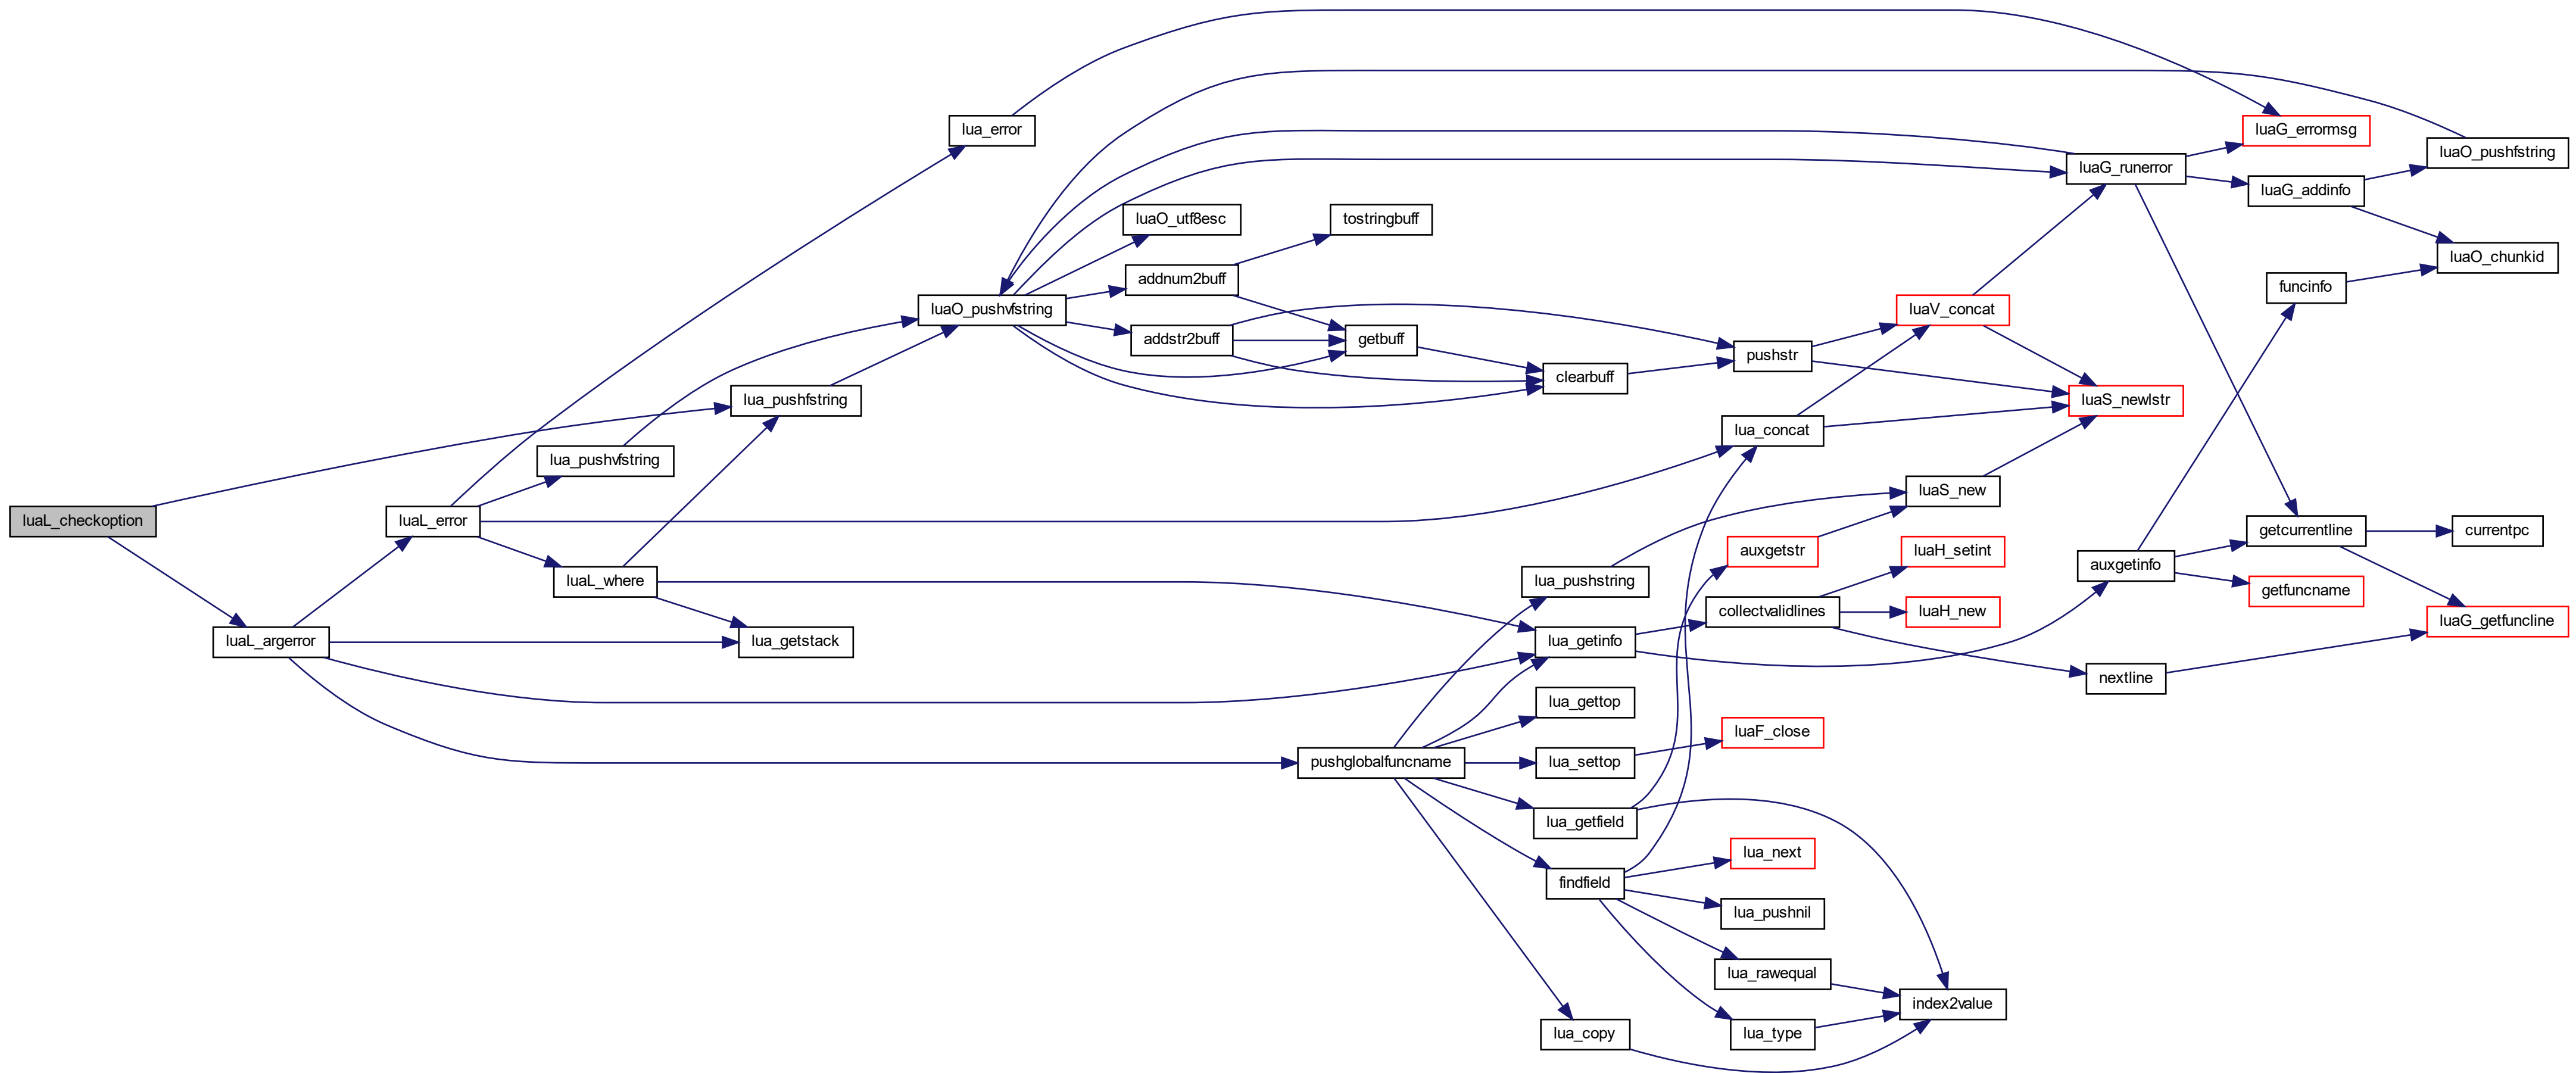 luaL_checkoption
luaL_argerror
luaL_error
lua_pushvfstring
luaL_where
lua_pushfstring
lua_getstack
lua_error
luaO_pushvfstring
luaO_utf8esc
addnum2buff
addstr2buff
tostringbuff
getbuff
pushglobalfuncname
clearbuff
lua_pushstring
lua_getinfo
lua_gettop
lua_settop
lua_getfield
findfield
lua_copy
pushstr
lua_concat
auxgetstr
collectvalidlines
luaF_close
lua_next
lua_pushnil
lua_rawequal
lua_type
luaV_concat
luaS_new
luaH_setint
luaH_new
index2value
luaG_runerror
luaS_newlstr
auxgetinfo
nextline
luaG_errormsg
luaG_addinfo
funcinfo
getcurrentline
getfuncname
luaO_pushfstring
luaO_chunkid
currentpc
luaG_getfuncline